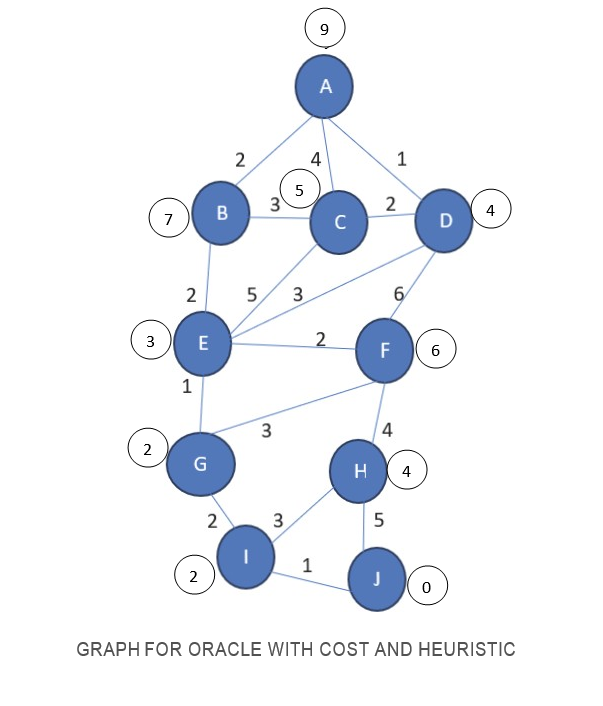 9
A
2 4 1
5
7 B 3 C 2 D 4
2 5 3 6
3 E 2 F 6
1
3 4
2 G H 4
2 3 5
2 I 1 J 0
GRAPH FOR ORACLE WITH COST AND HEURISTIC